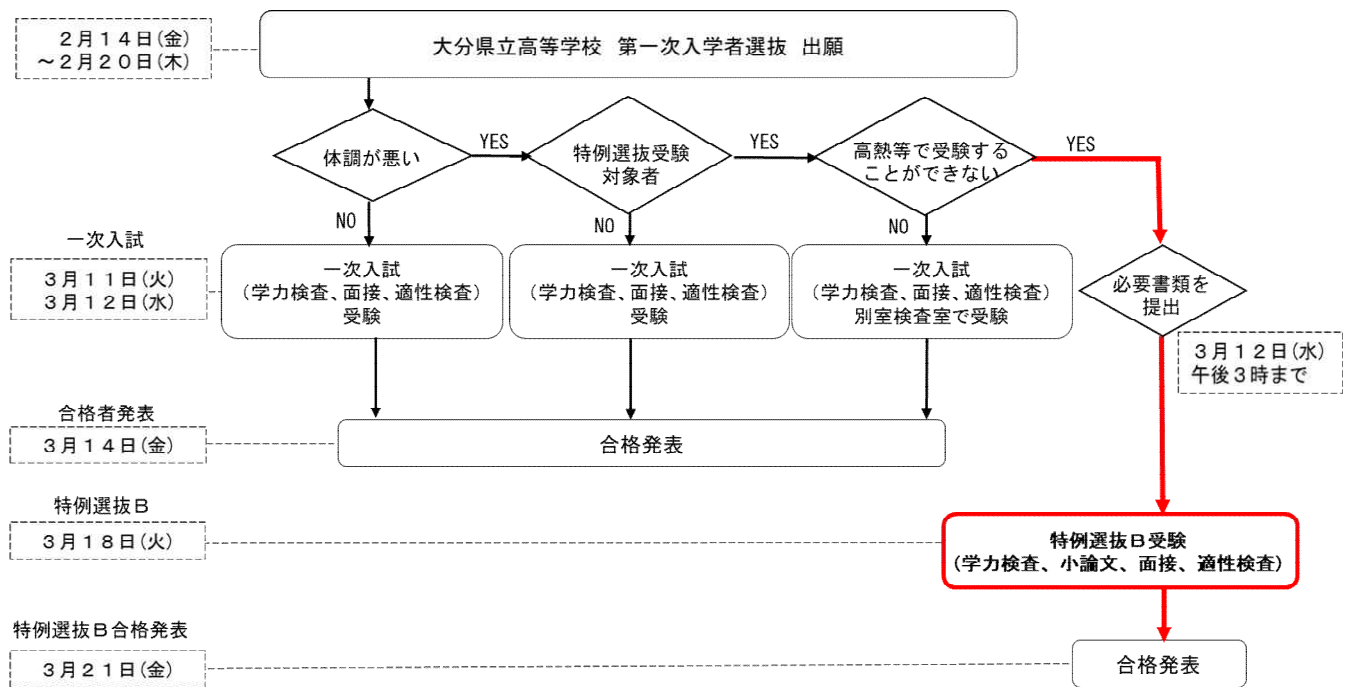 ２月１４日(金)
～２月２０日(木)
大分県立高等学校　第一次入学者選抜　出願
体調が悪い
YES
特例選抜受験
対象者
YES
高熱等で受験する
ことができない
YES
NO
NO
NO
一次入試
３月１１日(火)
３月１２日(水)
一次入試
(学力検査、面接、適性検査)
受験
一次入試
(学力検査、面接、適性検査)
受験
一次入試
(学力検査、面接、適性検査)
別室検査室で受験
必要書類を
提出
３月１２日(水)
午後３時まで
合格者発表
３月１４日(金)
合格発表
特例選抜Ｂ
３月１８日(火)
特例選抜Ｂ受験
(学力検査、小論文、面接、適性検査)
特例選抜Ｂ合格発表
３月２１日(金)
合格発表